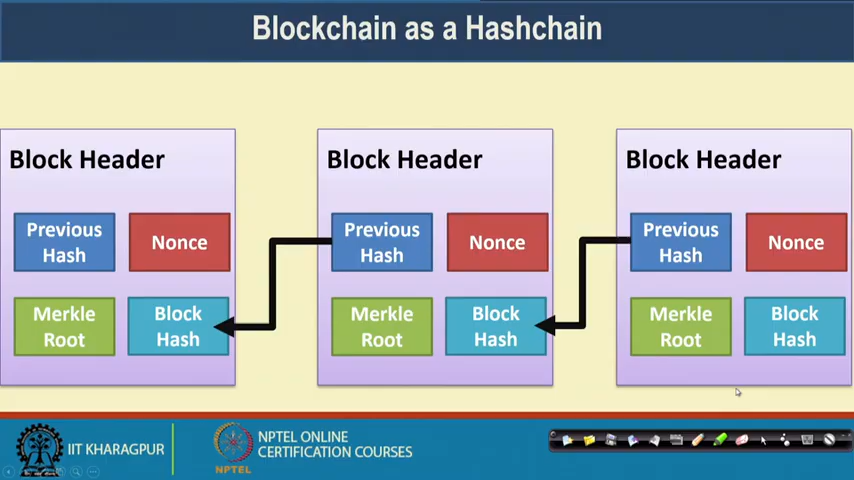 Blockchain as a Hashchain
Block Header
Previous
Hash
Nonce
Merkle
Root
Block
Hash
Block Header
Previous
Hash
Nonce
Merkle
Root
Block
Hash
Block Header
Previous
Hash
Nonce
Merkle
Root
Block
Hash
IIT KHARAGPUR
NPTEL
NPTEL ONLINE
CERTIFICATION COURSES